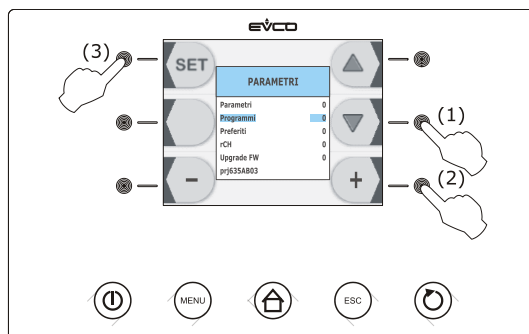 EVCO
(3)
SET
PARAMETRI
Parametri 0
Programmi 0
Preferiti 0
rCH 0
Upgrade FW 0
prj635AB03
(1)
(2)
-
+
MENU
ESC